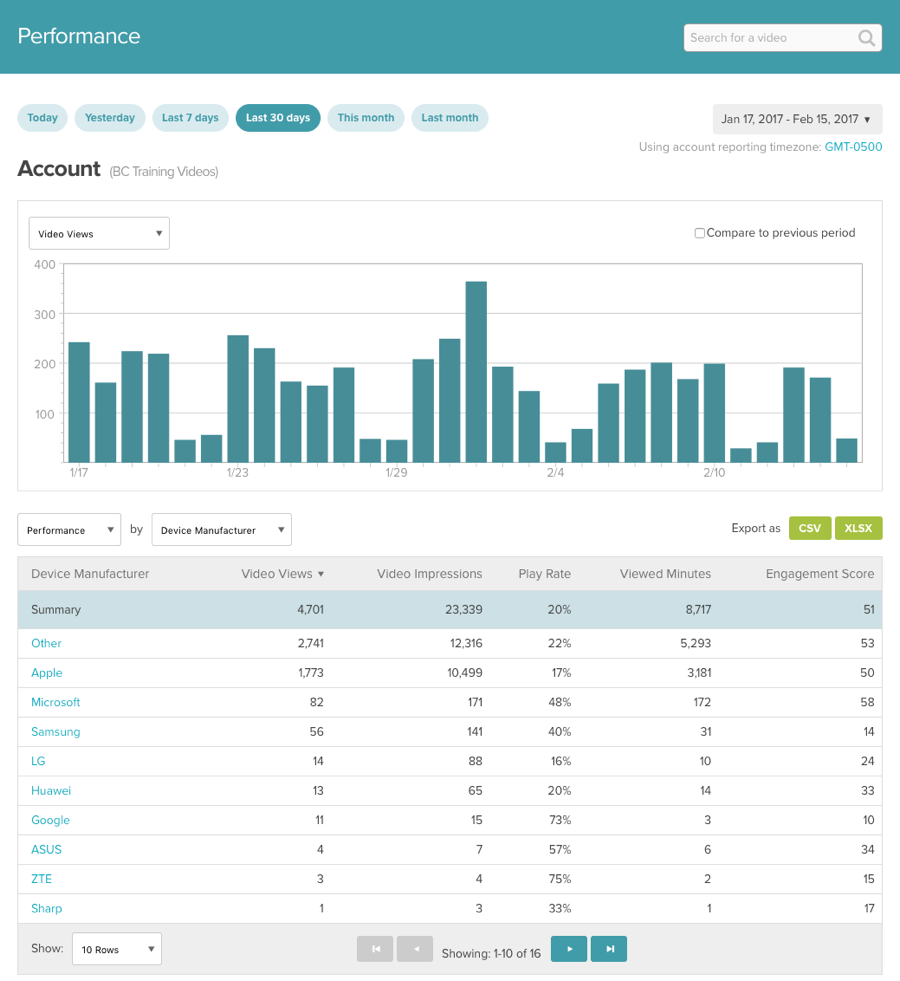 Performance
Search for a video
Today Yesterday Last 7 days Last 30 days This month Last month
Jan 17, 2017 - Feb 15, 2017 ▼
Using account reporting timezone: GMT-0500
Account (BC Training Videos)
Video Views ▼
Compare to previous period
400
300
200
100
1/17 1/23 1/29 2/4 2/10
Performance ▼ by Device Manufacturer ▼ Export as CSV XLSX
Device Manufacturer Video Views ▼ Video Impressions Play Rate Viewed Minutes Engagement Score
Summary 4,701 23,339 20% 8,717 51
Other 2,741 12,316 22% 5,293 53
Apple 1,773 10,499 17% 3,181 50
Microsoft 82 171 48% 172 58
Samsung 56 141 40% 31 14
LG 14 88 16% 10 24
Huawei 13 65 20% 14 33
Google 11 15 73% 3 10
ASUS 4 7 57% 6 34
ZTE 3 4 75% 2 15
Sharp 1 3 33% 1 17
Show: 10 Rows ▼ Showing: 1-10 of 16